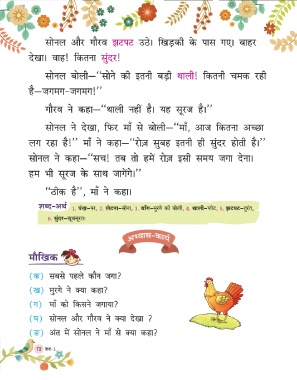 सोनल और गौरव झटपट उठे। खिड़की के पास गए। बाहर
देखा। वाह! कितना सुंदर!
सोनल बोली–“सोने की इतनी बड़ी थाली! कितनी चमक रही
है–जगमग-जगमग!”
गौरव ने कहा–“थाली नहीं है। यह सूरज है।”
सोनल ने देखा, फिर माँ से बोली–“माँ, आज कितना अच्छा
लग रहा है!” माँ ने कहा–“रोज़ सुबह इतनी ही सुंदर होती है।”
सोनल ने कहा–“सच! तब तो हमें रोज़ इसी समय जगा देना।
हम भी सूरज के साथ जागेंगे।”
“ठीक है”, माँ ने कहा।
शब्द-अर्थ 1. पंख-पर, 2. लेटना-सोना, 3. बाँग-मुरगे की बोली, 4. थाली-प्लेट, 5. झटपट-तुरंत,
6. सुंदर-खूबसूरत।
अभ्यास-कार्य
मौखिक
(क) सबसे पहले कौन जगा?
(ख) मुरगे ने क्या कहा?
(ग) माँ को किसने जगाया?
(घ) सोनल और गौरव ने क्या देखा ?
(ङ) अंत में सोनल ने माँ से क्या कहा?
72